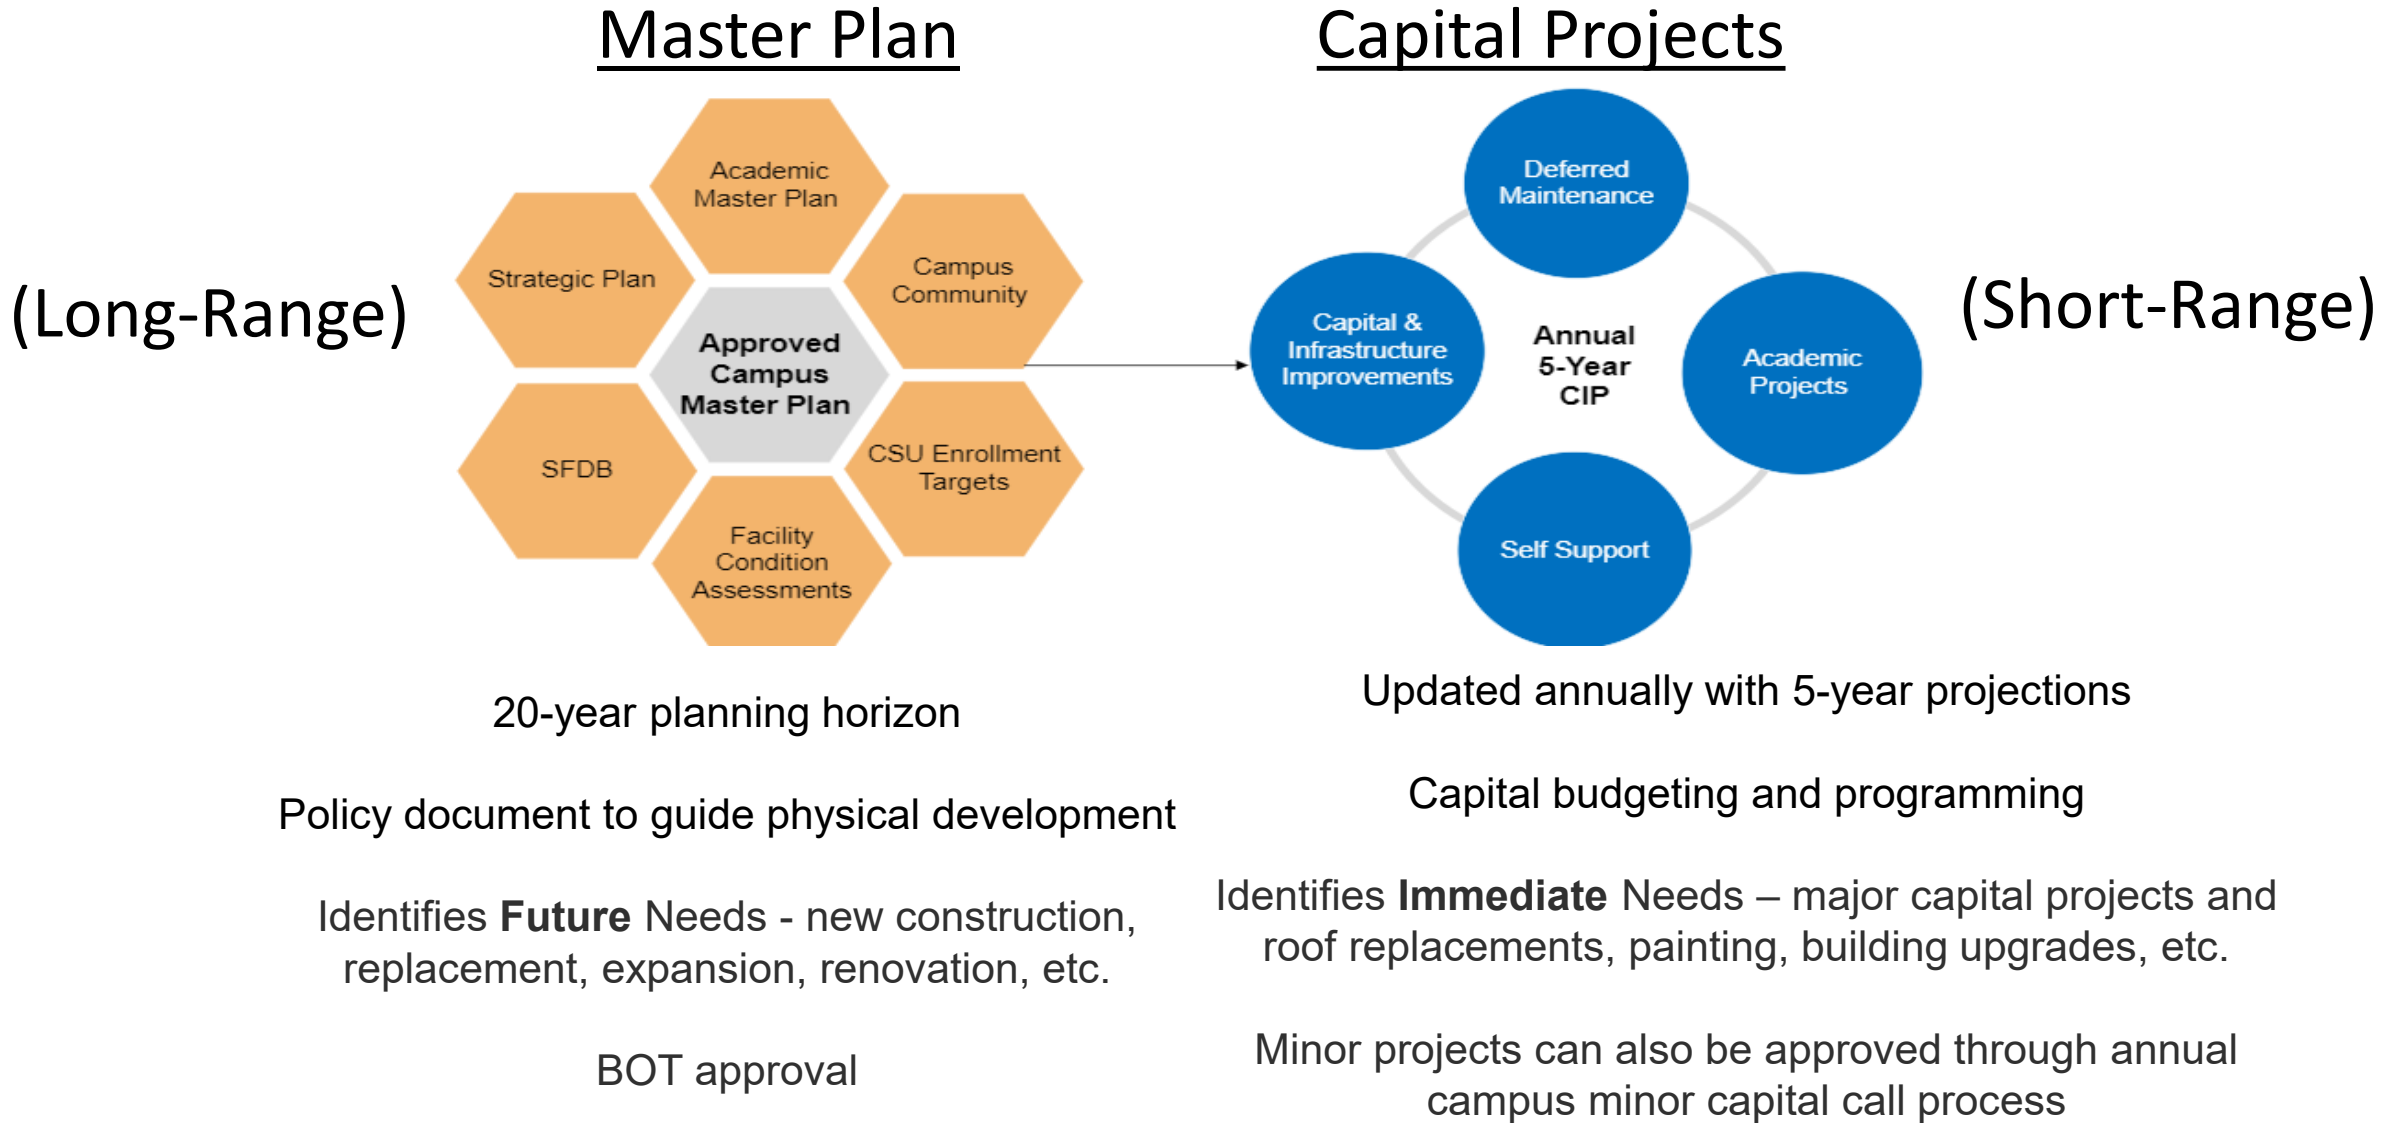 Master Plan
(Long-Range)
Academic
Master Plan
Strategic Plan
Campus
Community
Approved
Campus
Master Plan
SFDB
CSU Enrollment
Targets
Facility
Condition
Assessments
20-year planning horizon
Policy document to guide physical development
Identifies Future Needs - new construction,
replacement, expansion, renovation, etc.
BOT approval
Capital Projects
(Short-Range)
Deferred
Maintenance
Capital &
Infrastructure
Improvements
Annual
5-Year
CIP
Academic
Projects
Self Support
Updated annually with 5-year projections
Capital budgeting and programming
Identifies Immediate Needs – major capital projects and
roof replacements, painting, building upgrades, etc.
Minor projects can also be approved through annual
campus minor capital call process